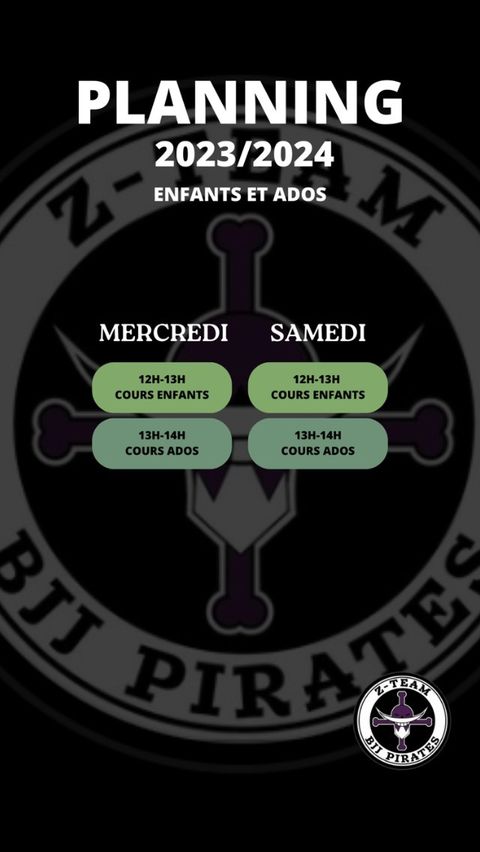 PLANNING
2023/2024
ENFANTS ET ADOS
Z-TEAM
MERCREDI
SAMEDI
12H-13H
COURS ENFANTS
12H-13H
COURS ENFANTS
13H-14H
COURS ADOS
13H-14H
COURS ADOS
BJJ PIRATES
Z-TEAM
BJJ PIRATES